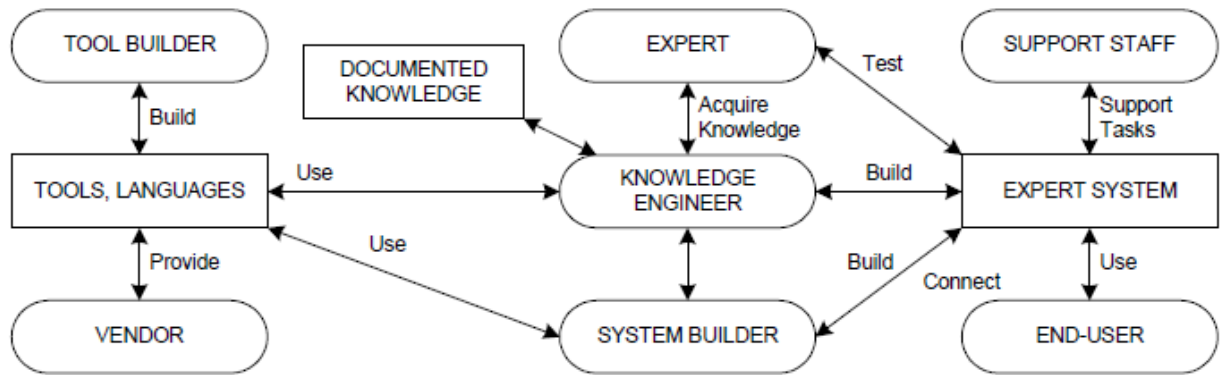 TOOL BUILDER
EXPERT
SUPPORT STAFF
DOCUMENTED
KNOWLEDGE
Test
Build
Acquire
Knowledge
Support
Tasks
TOOLS, LANGUAGES
Use
KNOWLEDGE
ENGINEER
Build
EXPERT SYSTEM
Use
Provide
Build
Connect
Use
VENDOR
SYSTEM BUILDER
END-USER